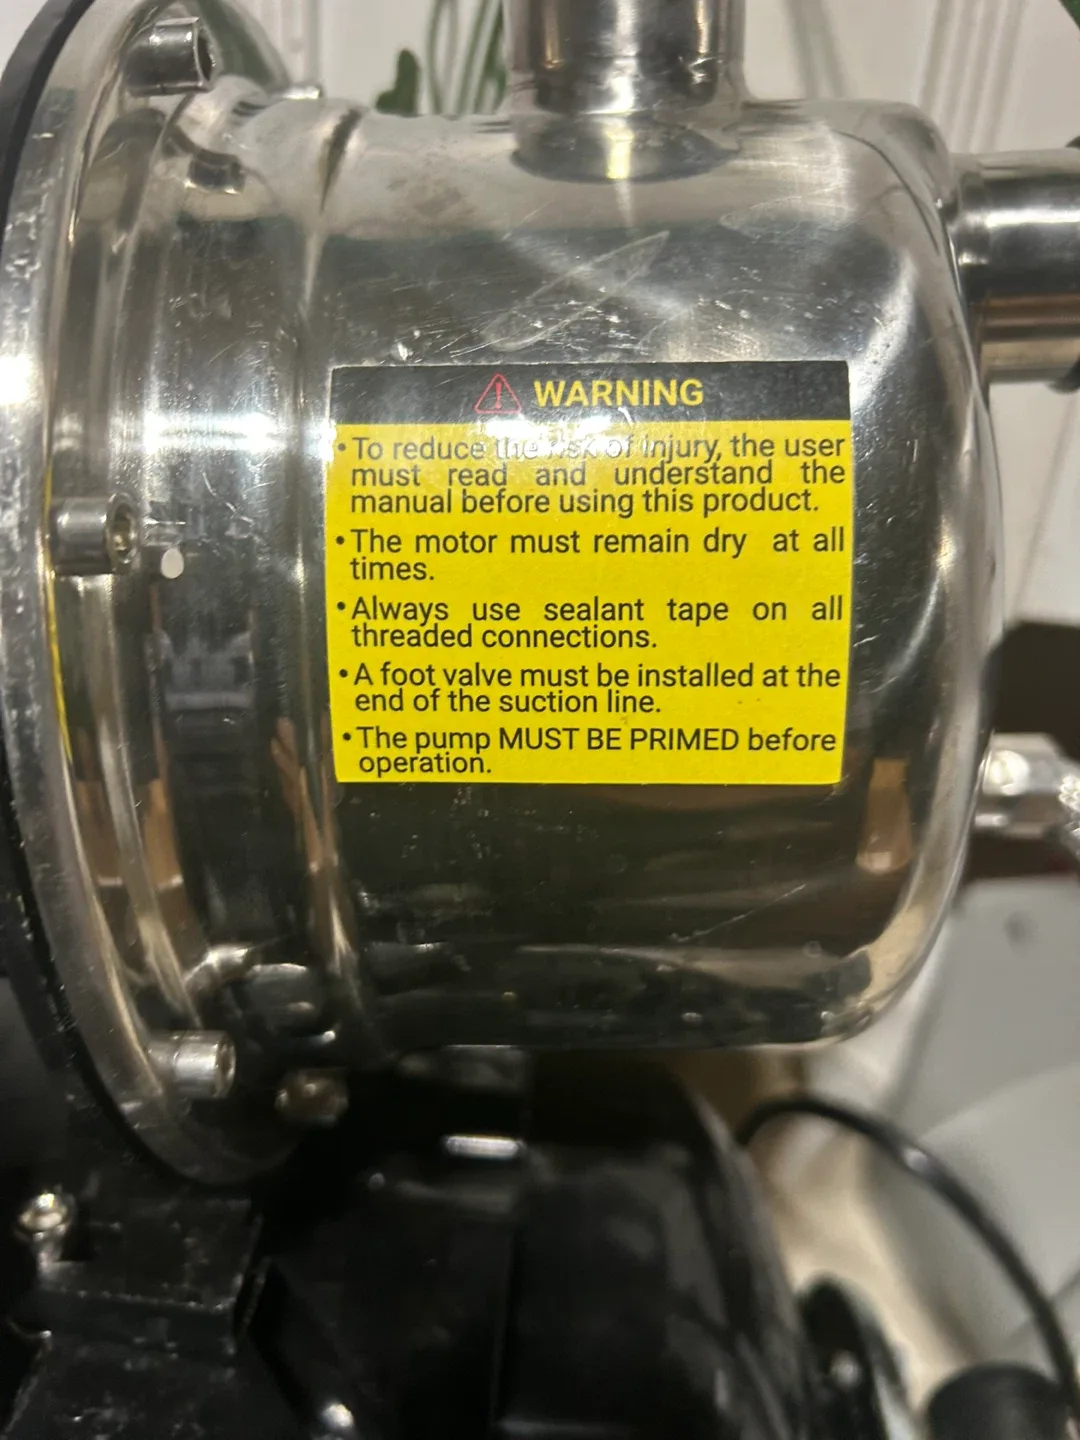 WARNING
• To reduce the risk of injury, the user
must read and understand the
manual before using this product.
• The motor must remain dry at all
times.
• Always use sealant tape on all
threaded connections.
• A foot valve must be installed at the
end of the suction line.
• The pump MUST BE PRIMED before
operation.